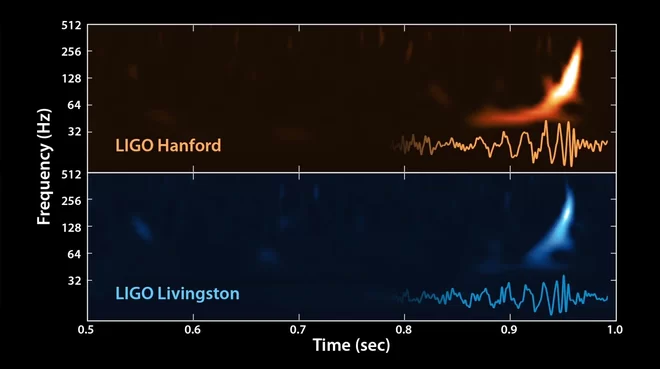 512
256
128
64
32
LIGO Hanford
512
256
128
64
32
LIGO Livingston
Frequency (Hz)
0.5 0.6 0.7 0.8 0.9 1.0
Time (sec)